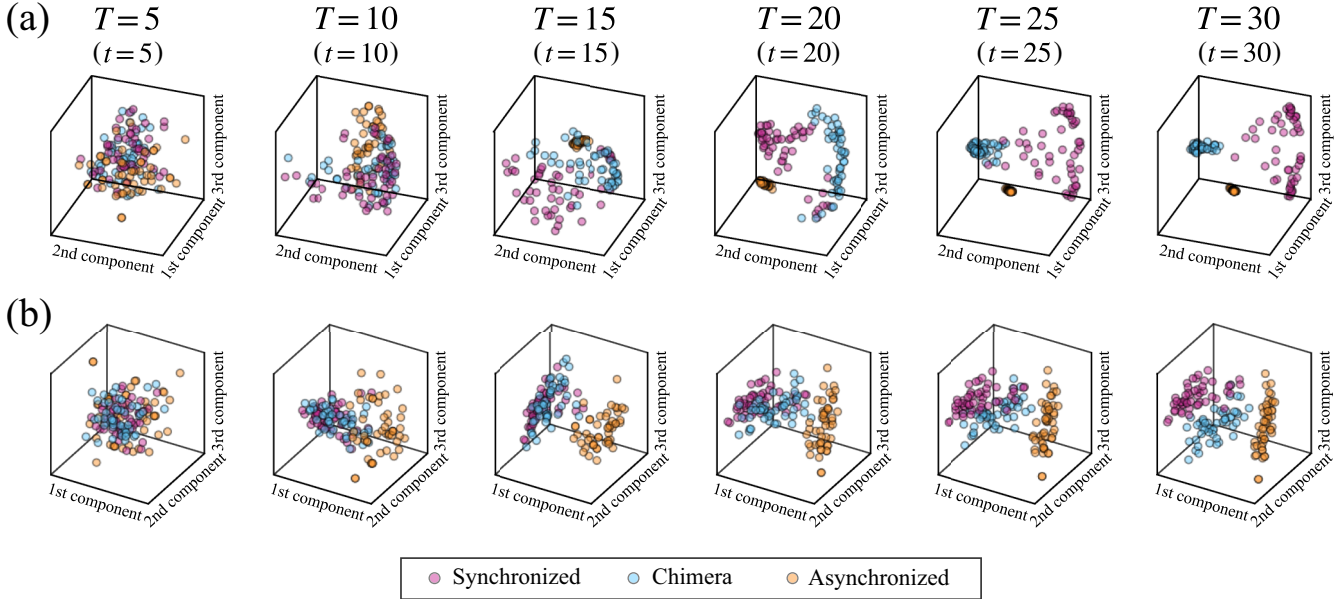 (a)
T = 5 T = 10 T = 15 T = 20 T = 25 T = 30
(t = 5) (t = 10) (t = 15) (t = 20) (t = 25) (t = 30)
3rd component 3rd component 3rd component 3rd component 3rd component 3rd component
2nd component 1st component 2nd component 1st component 2nd component 1st component 2nd component 1st component 2nd component 1st component 2nd component 1st component
(b)
3rd component 3rd component 3rd component 3rd component 3rd component 3rd component
1st component 2nd component 1st component 2nd component 1st component 2nd component 1st component 2nd component 1st component 2nd component 1st component 2nd component
Synchronized Chimera Asynchronized